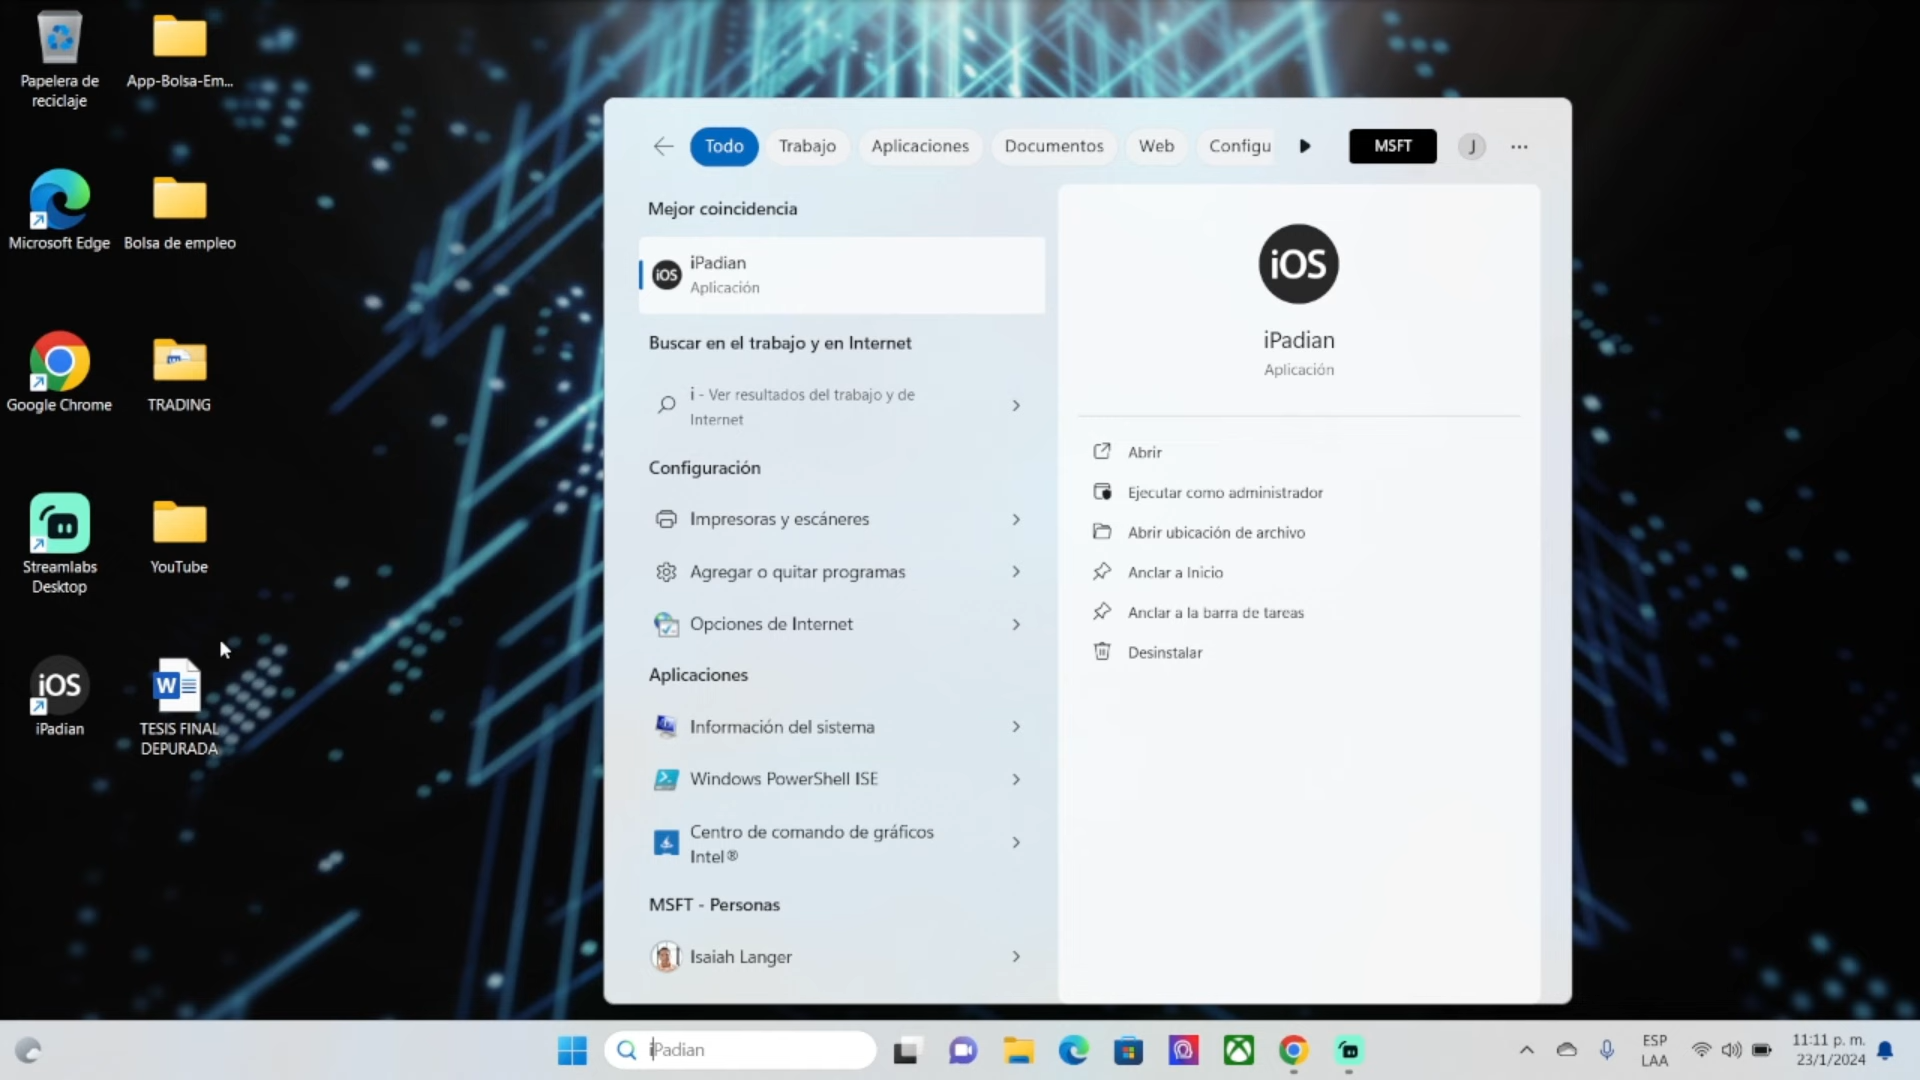 Papelera de
reciclaje
App-Bolsa-Em...
Microsoft Edge
Bolsa de empleo
Google Chrome
TRADING
Streamlabs
Desktop
YouTube
iOS
iPadian
W
TESIS FINAL
DEPURADA
Todo
Trabajo
Aplicaciones
Documentos
Web
Configu
MSFT
J
...
Mejor coincidencia
iOS
iPadian
Aplicación
Buscar en el trabajo y en Internet
i - Ver resultados del trabajo y de
Internet
Configuración
Impresoras y escáneres
Agregar o quitar programas
Opciones de Internet
Aplicaciones
Información del sistema
Windows PowerShell ISE
Centro de comando de gráficos
Intel®
MSFT - Personas
Isaiah Langer
iOS
iPadian
Aplicación
Abrir
Ejecutar como administrador
Abrir ubicación de archivo
Anclar a Inicio
Anclar a la barra de tareas
Desinstalar
iPadian
ESP
LAA
11:11 p. m.
23/1/2024